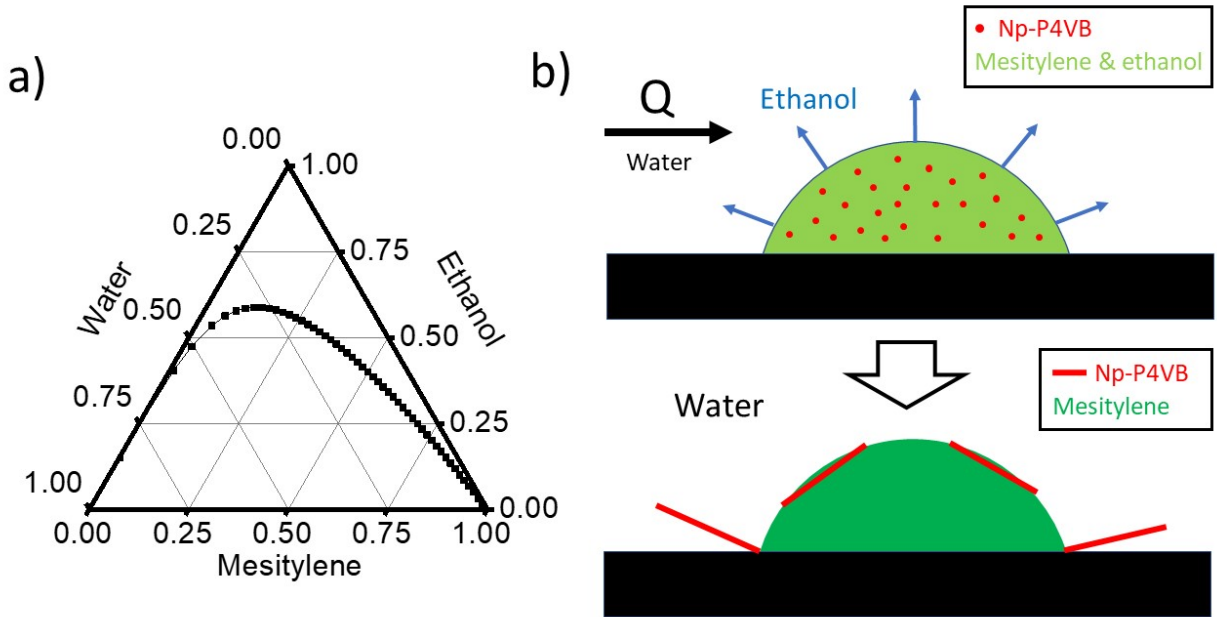 a)
0.00
1.00
0.25
0.75
Water
Ethanol
0.50
0.50
0.75
0.25
1.00
0.00
0.00
0.25
0.50
0.75
1.00
Mesitylene
b)
Np-P4VB
Mesitylene & ethanol
Q
Water
Ethanol
Water
Np-P4VB
Mesitylene